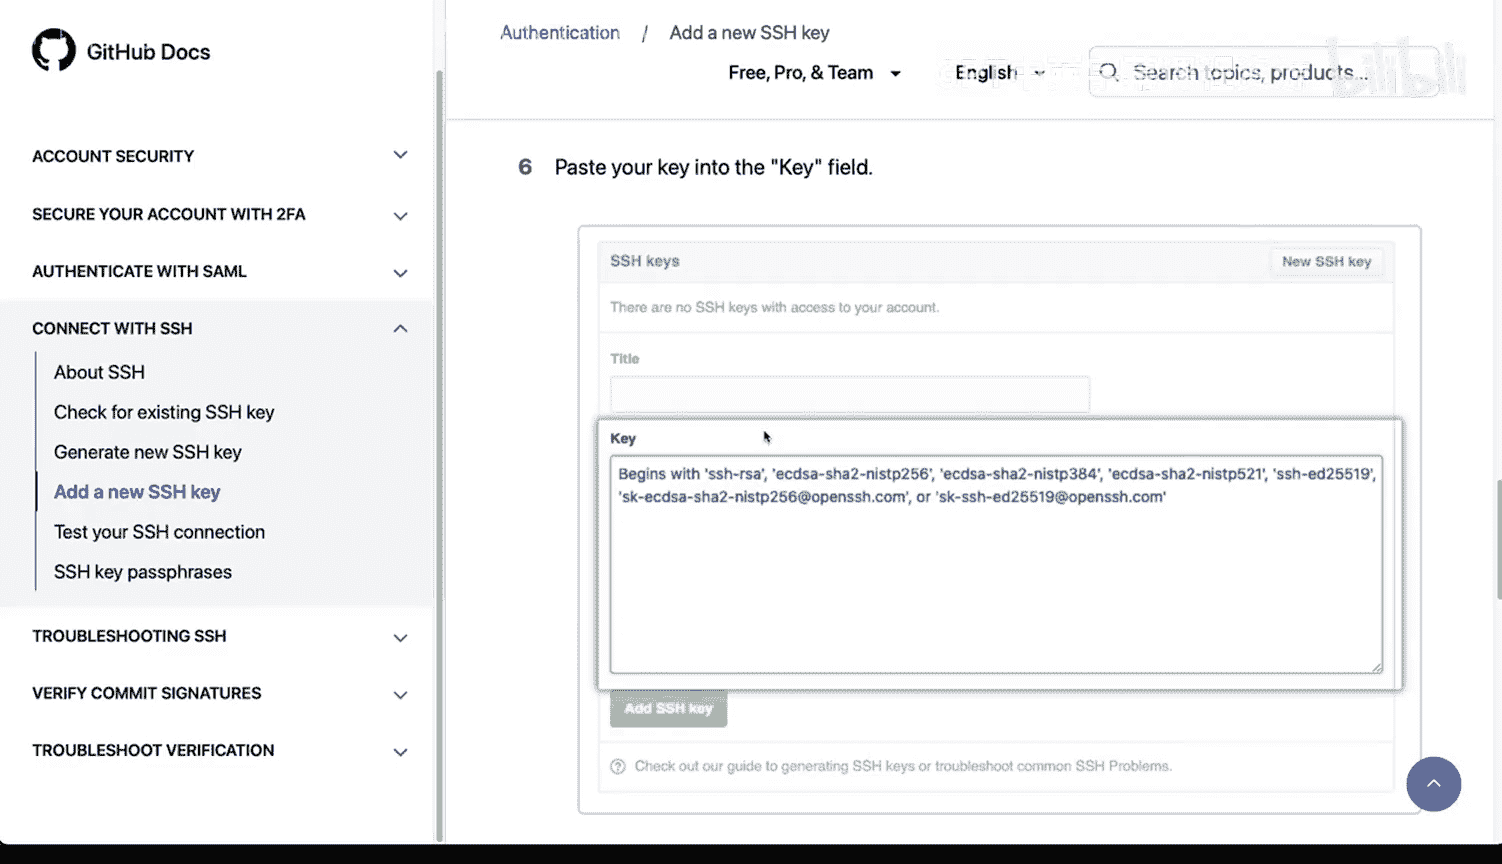 GitHub Docs
ACCOUNT SECURITY
SECURE YOUR ACCOUNT WITH 2FA
AUTHENTICATE WITH SAML
CONNECT WITH SSH
About SSH
Check for existing SSH key
Generate new SSH key
Add a new SSH key
Test your SSH connection
SSH key passphrases
TROUBLESHOOTING SSH
VERIFY COMMIT SIGNATURES
TROUBLESHOOT VERIFICATION
Authentication / Add a new SSH key
Free, Pro, & Team
English
Search topics, products...
bilibili
6 Paste your key into the "Key" field.
SSH keys
New SSH key
There are no SSH keys with access to your account.
Title
Key
Begins with 'ssh-rsa', 'ecdsa-sha2-nistp256', 'ecdsa-sha2-nistp384', 'ecdsa-sha2-nistp521', 'ssh-ed25519',
'sk-ecdsa-sha2-nistp256@openssh.com', or 'sk-ssh-ed25519@openssh.com'
Add SSH key
Check out our guide to generating SSH keys or troubleshoot common SSH Problems.